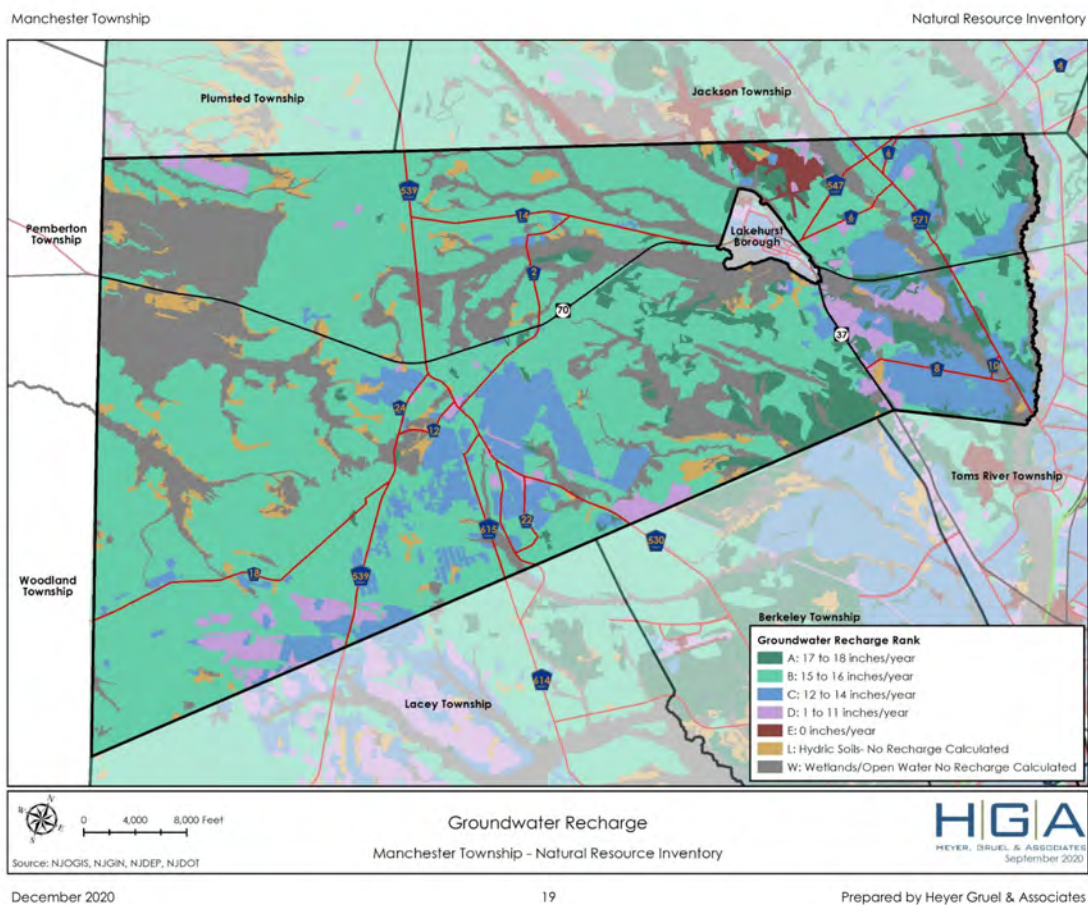 Manchester Township
Natural Resource Inventory
4
Plumsted Township
Jackson Township
6
539
547
14
6
571
Pemberton
Township
Lakehurst
Borough
2
70
37
8
10
24
12
Toms River Township
615
22
530
18
539
Woodland
Township
Berkeley Township
614
Lacey Township
Groundwater Recharge Rank
A: 17 to 18 inches/year
B: 15 to 16 inches/year
C: 12 to 14 inches/year
D: 1 to 11 inches/year
E: 0 inches/year
L: Hydric Soils- No Recharge Calculated
W: Wetlands/Open Water No Recharge Calculated
N
W
E
S
0 4,000 8,000 Feet
Source: NJOGIS, NJGIN, NJDEP, NJDOT
Groundwater Recharge
Manchester Township - Natural Resource Inventory
H|G|A
HEYER, GRUEL & ASSOCIATES
September 2020
December 2020
19
Prepared by Heyer Gruel & Associates